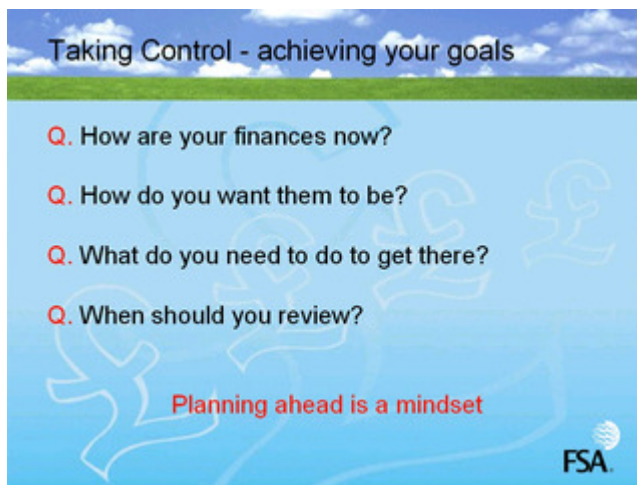 Taking Control - achieving your goals
Q. How are your finances now?
Q. How do you want them to be?
Q. What do you need to do to get there?
Q. When should you review?
Planning ahead is a mindset
FSA